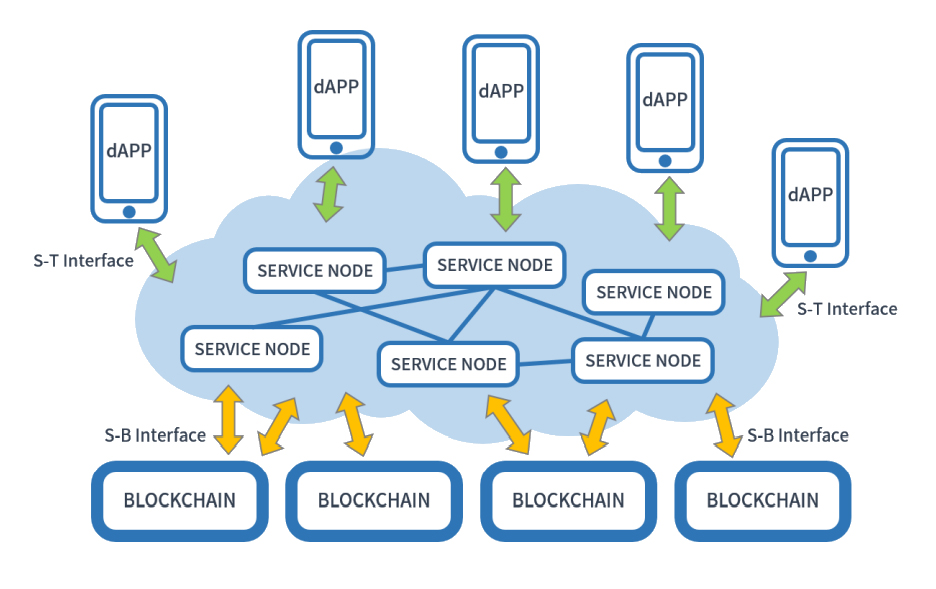 dAPP
dAPP
dAPP
dAPP
dAPP
S-T Interface
S-T Interface
SERVICE NODE
SERVICE NODE
SERVICE NODE
SERVICE NODE
SERVICE NODE
SERVICE NODE
S-B Interface
S-B Interface
BLOCKCHAIN
BLOCKCHAIN
BLOCKCHAIN
BLOCKCHAIN